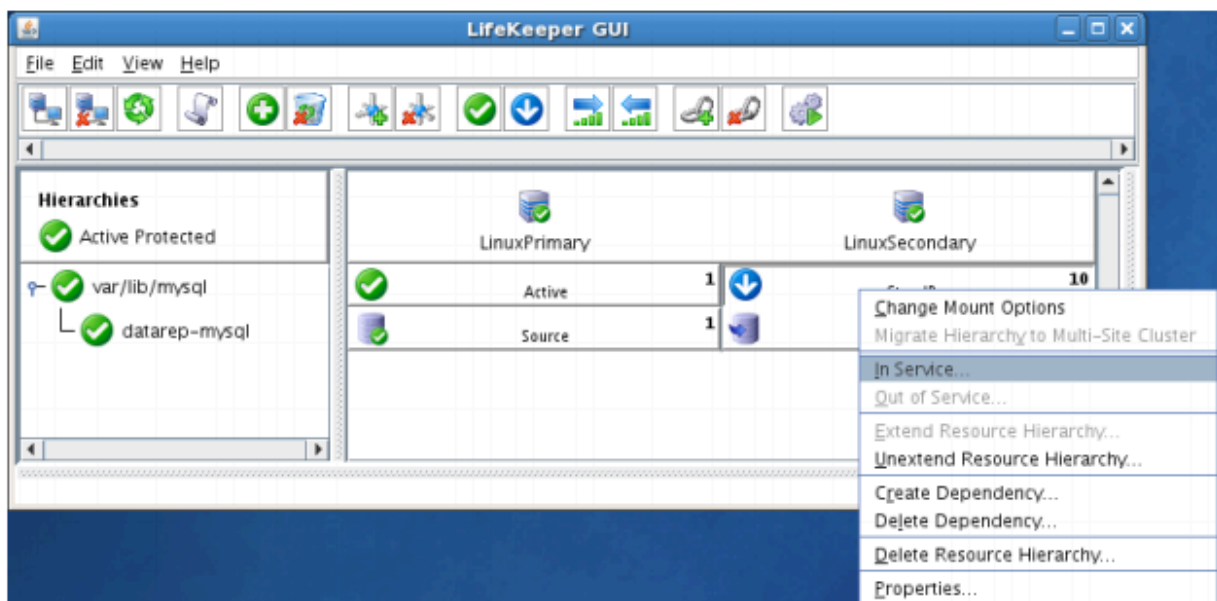 LifeKeeper GUI
File Edit View Help
Hierarchies
Active Protected
LinuxPrimary
LinuxSecondary
var/lib/mysql
Active 1
10
datarep-mysql
Source 1
Change Mount Options
Migrate Hierarchy to Multi-Site Cluster
In Service...
Out of Service...
Extend Resource Hierarchy...
Unextend Resource Hierarchy...
Create Dependency...
Delete Dependency...
Delete Resource Hierarchy...
Properties...